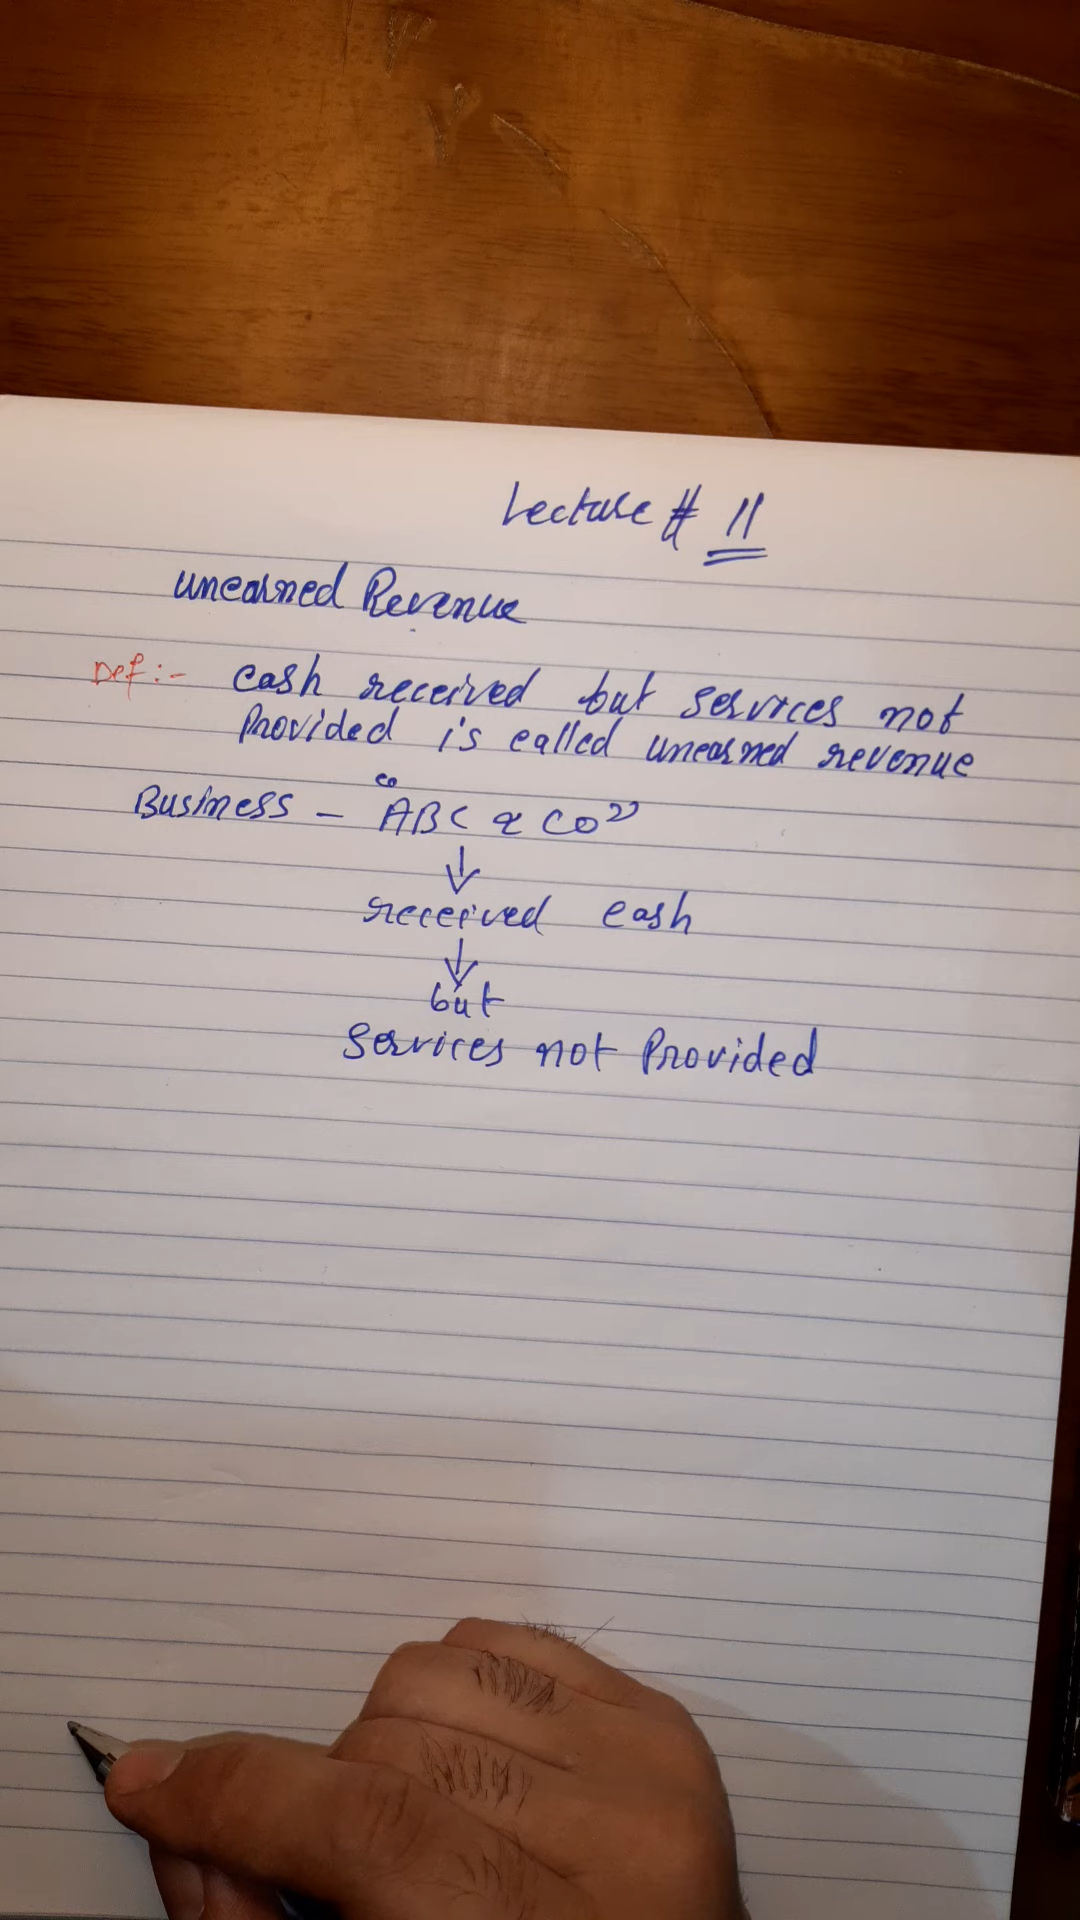 Lecture # 11
unearned Revenue
Def:- cash received but services not
Provided is called unearned revenue
Business - "ABC & CO"
↓
received cash
↓
but
Services not Provided